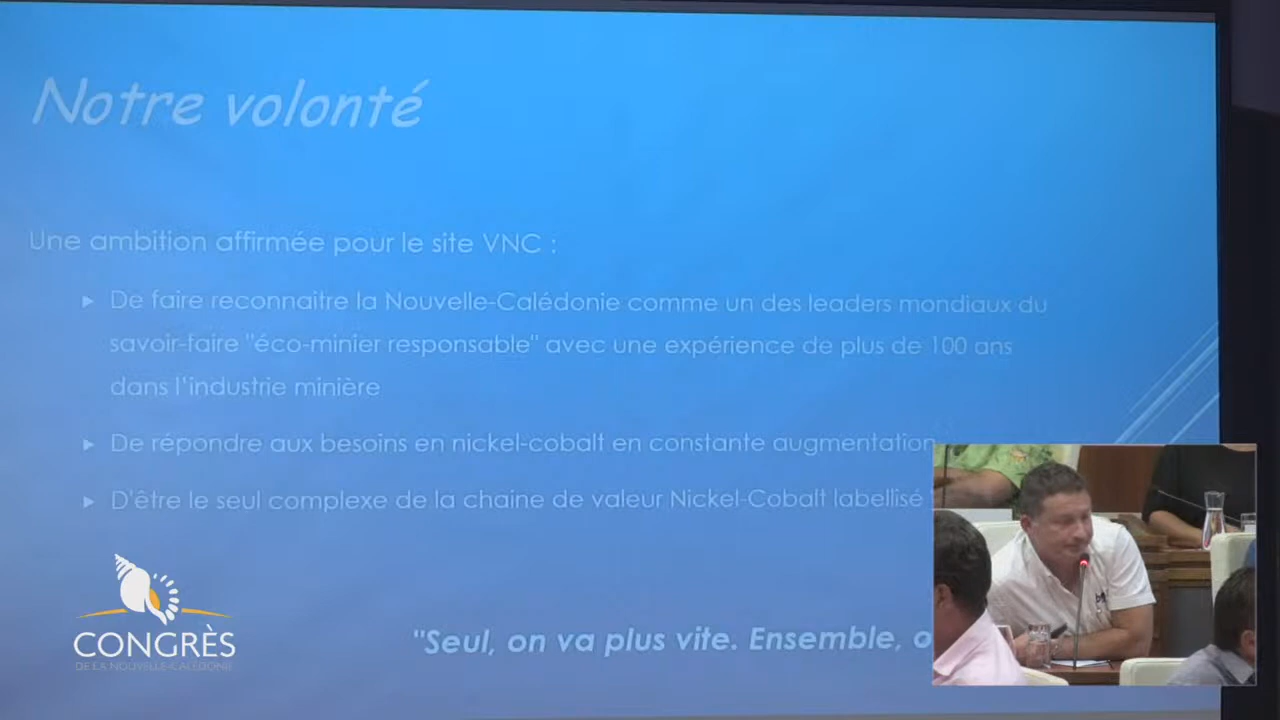 Notre volonté
Une ambition affirmée pour le site VNC :
De faire reconnaitre la Nouvelle-Calédonie comme un des leaders mondiaux du
savoir-faire "éco-minier responsable" avec une expérience de plus de 100 ans
dans l'industrie minière
De répondre aux besoins en nickel-cobalt en constante augmentation
D'être le seul complexe de la chaine de valeur Nickel-Cobalt labellisé
"Seul, on va plus vite. Ensemble, o
CONGRÈS
DE LA NOUVELLE-CALÉDONIE